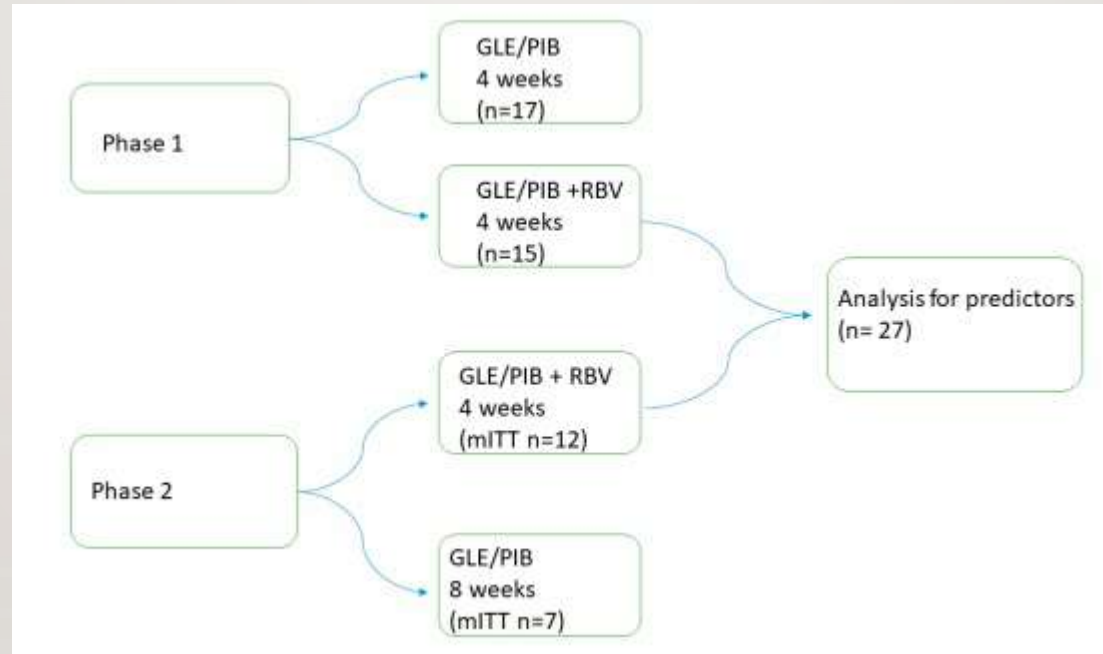 Phase 1
GLE/PIB
4 weeks
(n=17)
GLE/PIB +RBV
4 weeks
(n=15)
Analysis for predictors
(n= 27)
Phase 2
GLE/PIB + RBV
4 weeks
(mITT n=12)
GLE/PIB
8 weeks
(mITT n=7)